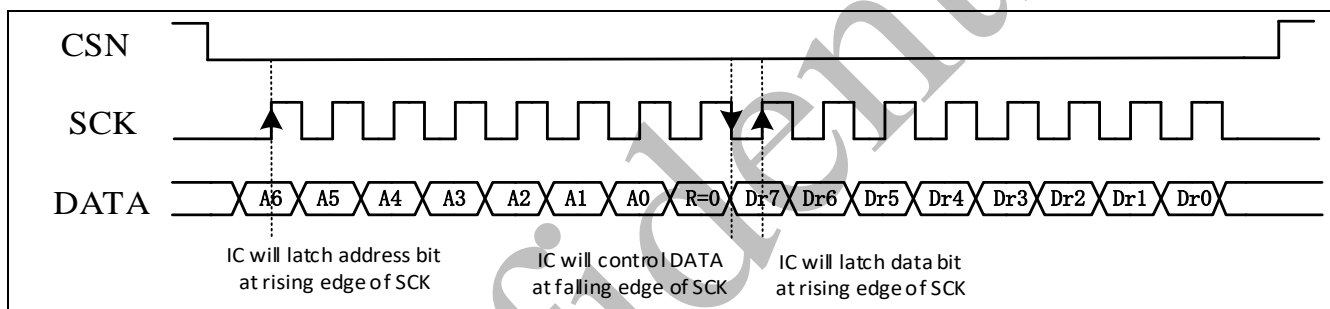 CSN
SCK
DATA
A6 A5 A4 A3 A2 A1 A0 R=0 Dr7 Dr6 Dr5 Dr4 Dr3 Dr2 Dr1 Dr0
IC will latch address bit
at rising edge of SCK
IC will control DATA
at falling edge of SCK
IC will latch data bit
at rising edge of SCK